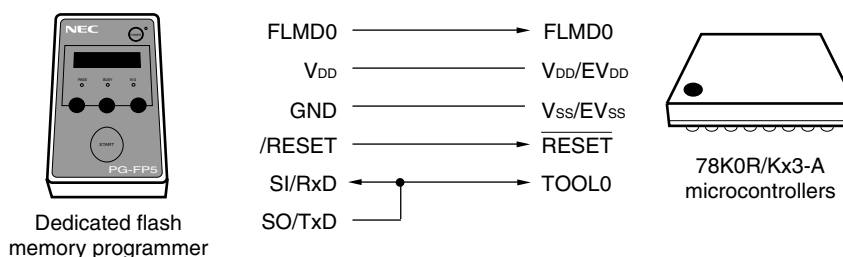 NEC
POWER
PASS BUSY N.G
START
PG-FP5
Dedicated flash
memory programmer
FLMD0 FLMD0
VDD VDD/EVDD
GND VSS/EVSS
/RESET RESET
SI/RxD TOOL0
SO/TxD
78K0R/Kx3-A
microcontrollers